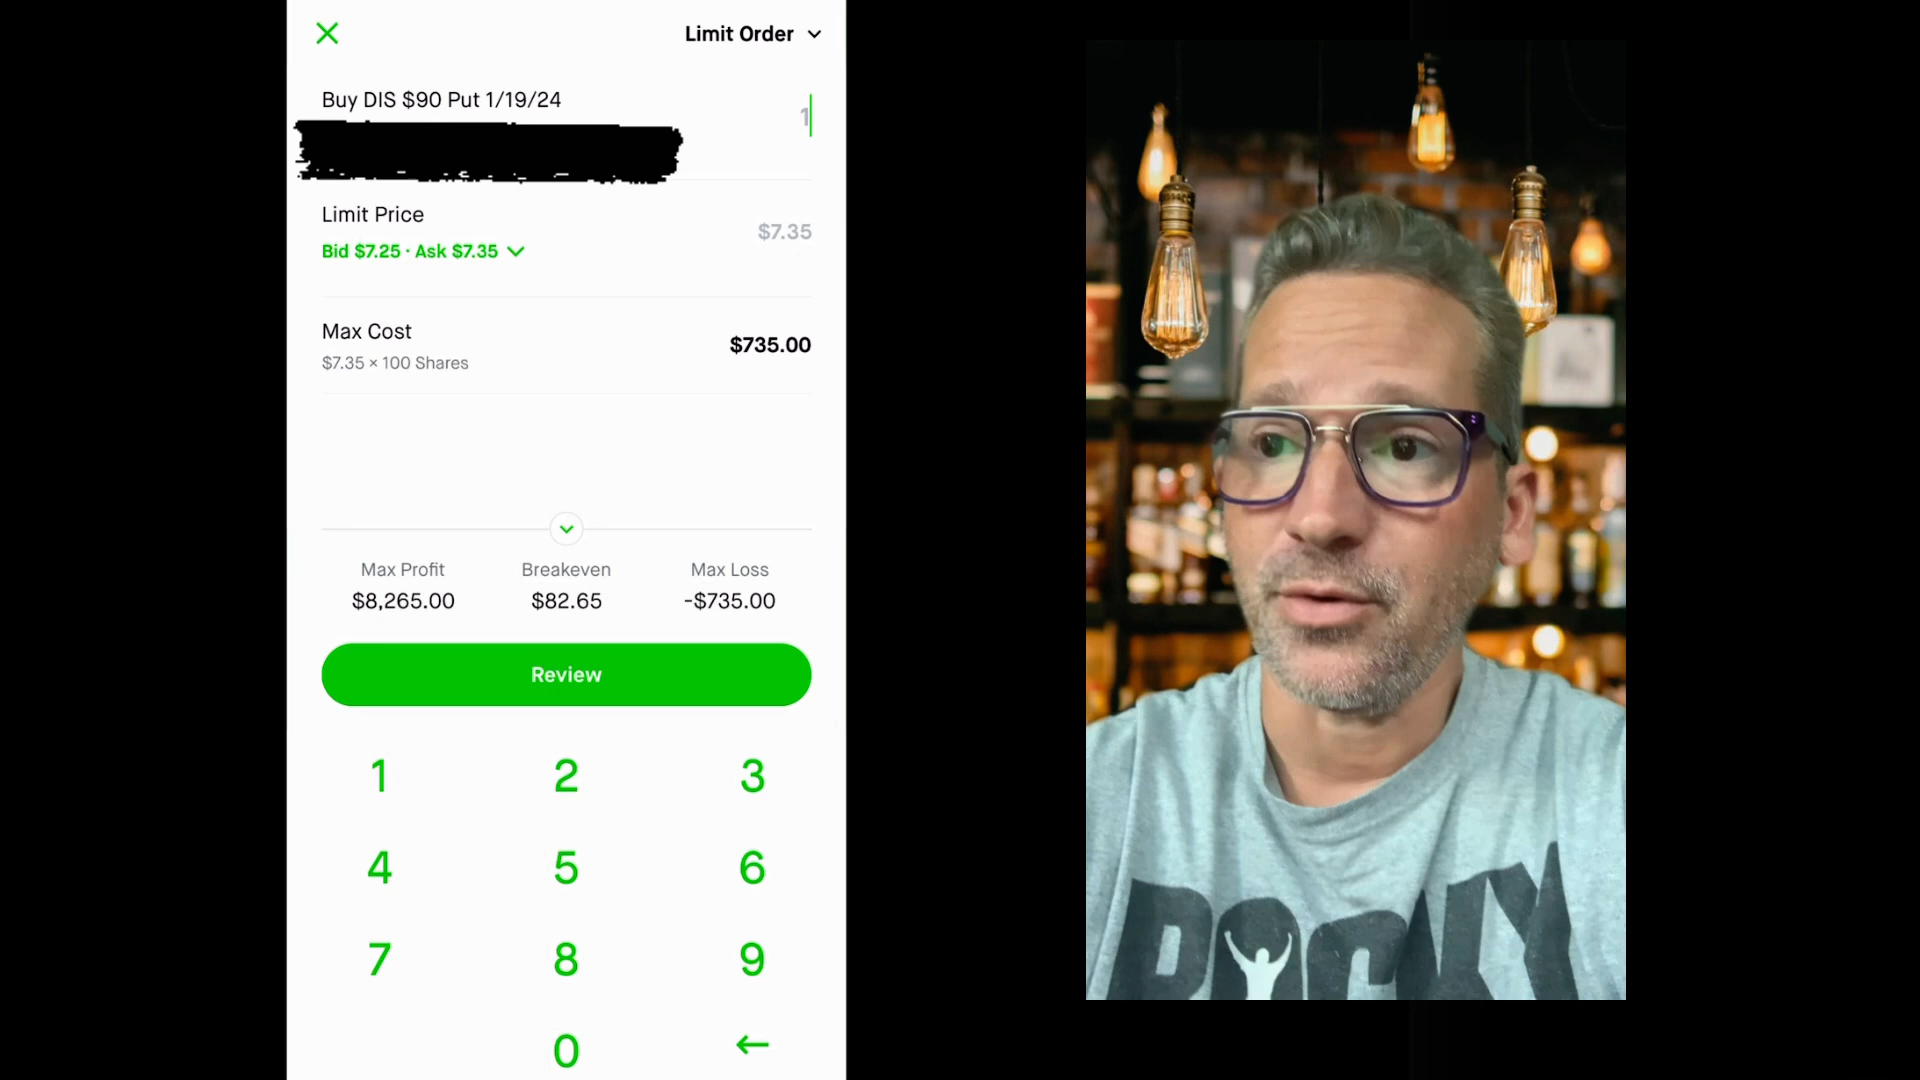 Limit Order
Buy DIS $90 Put 1/19/24
1
Limit Price
$7.35
Bid $7.25 · Ask $7.35
Max Cost
$735.00
$7.35 × 100 Shares
Max Profit
Breakeven
Max Loss
$8,265.00
$82.65
-$735.00
Review
1
2
3
4
5
6
7
8
9
0
ROCKY